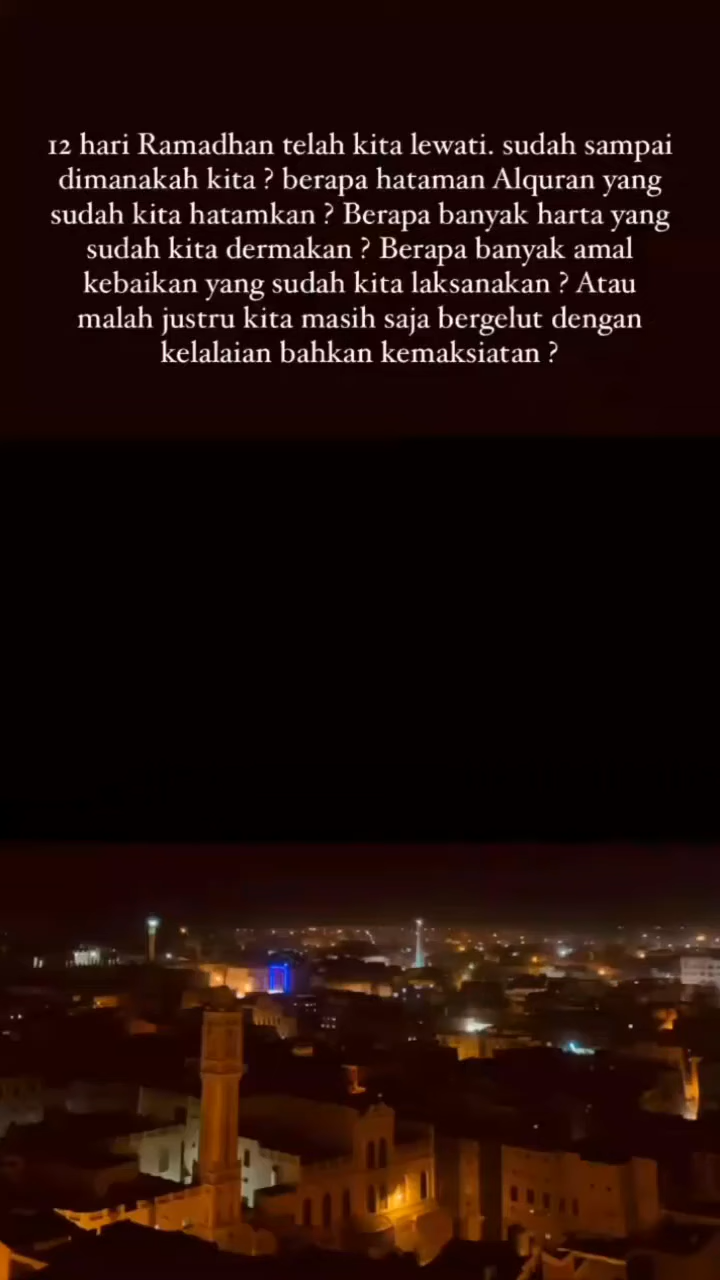 12 hari Ramadhan telah kita lewati. sudah sampai
dimanakah kita ? berapa hataman Alquran yang
sudah kita hatamkan ? Berapa banyak harta yang
sudah kita dermakan ? Berapa banyak amal
kebaikan yang sudah kita laksanakan ? Atau
malah justru kita masih saja bergelut dengan
kelalaian bahkan kemaksiatan ?